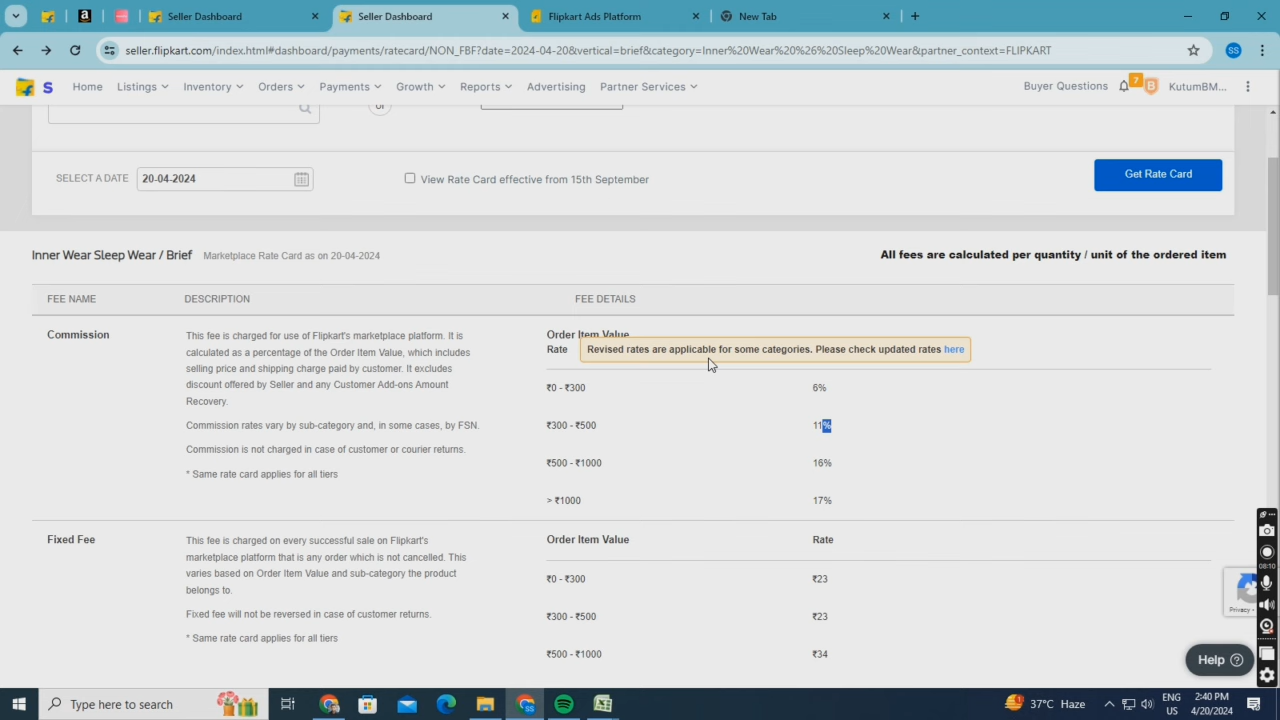 Seller Dashboard
Seller Dashboard
Flipkart Ads Platform
New Tab
seller.flipkart.com/index.html#dashboard/payments/ratecard/NON_FBF?date=2024-04-20&vertical=brief&category=Inner%20Wear%20%26%20Sleep%20Wear&partner_context=FLIPKART
SS
S
Home Listings Inventory Orders Payments Growth Reports Advertising Partner Services
Buyer Questions 7 B KutumBM...
or
SELECT A DATE 20-04-2024
View Rate Card effective from 15th September
Get Rate Card
Inner Wear Sleep Wear / Brief Marketplace Rate Card as on 20-04-2024
All fees are calculated per quantity / unit of the ordered item
FEE NAME DESCRIPTION FEE DETAILS
Commission
This fee is charged for use of Flipkart's marketplace platform. It is
calculated as a percentage of the Order Item Value, which includes
selling price and shipping charge paid by customer. It excludes
discount offered by Seller and any Customer Add-ons Amount
Recovery.
Commission rates vary by sub-category and, in some cases, by FSN.
Commission is not charged in case of customer or courier returns.
* Same rate card applies for all tiers
Order Item Value
Rate
Revised rates are applicable for some categories. Please check updated rates here
₹0 - ₹300 6%
₹300 - ₹500 11%
₹500 - ₹1000 16%
> ₹1000 17%
Fixed Fee
This fee is charged on every successful sale on Flipkart's
marketplace platform that is any order which is not cancelled. This
varies based on Order Item Value and sub-category the product
belongs to.
Fixed fee will not be reversed in case of customer returns.
* Same rate card applies for all tiers
Order Item Value Rate
₹0 - ₹300 ₹23
₹300 - ₹500 ₹23
₹500 - ₹1000 ₹34
08:10
Privacy -
Help
Type here to search
37°C Haze
ENG
US
2:40 PM
4/20/2024